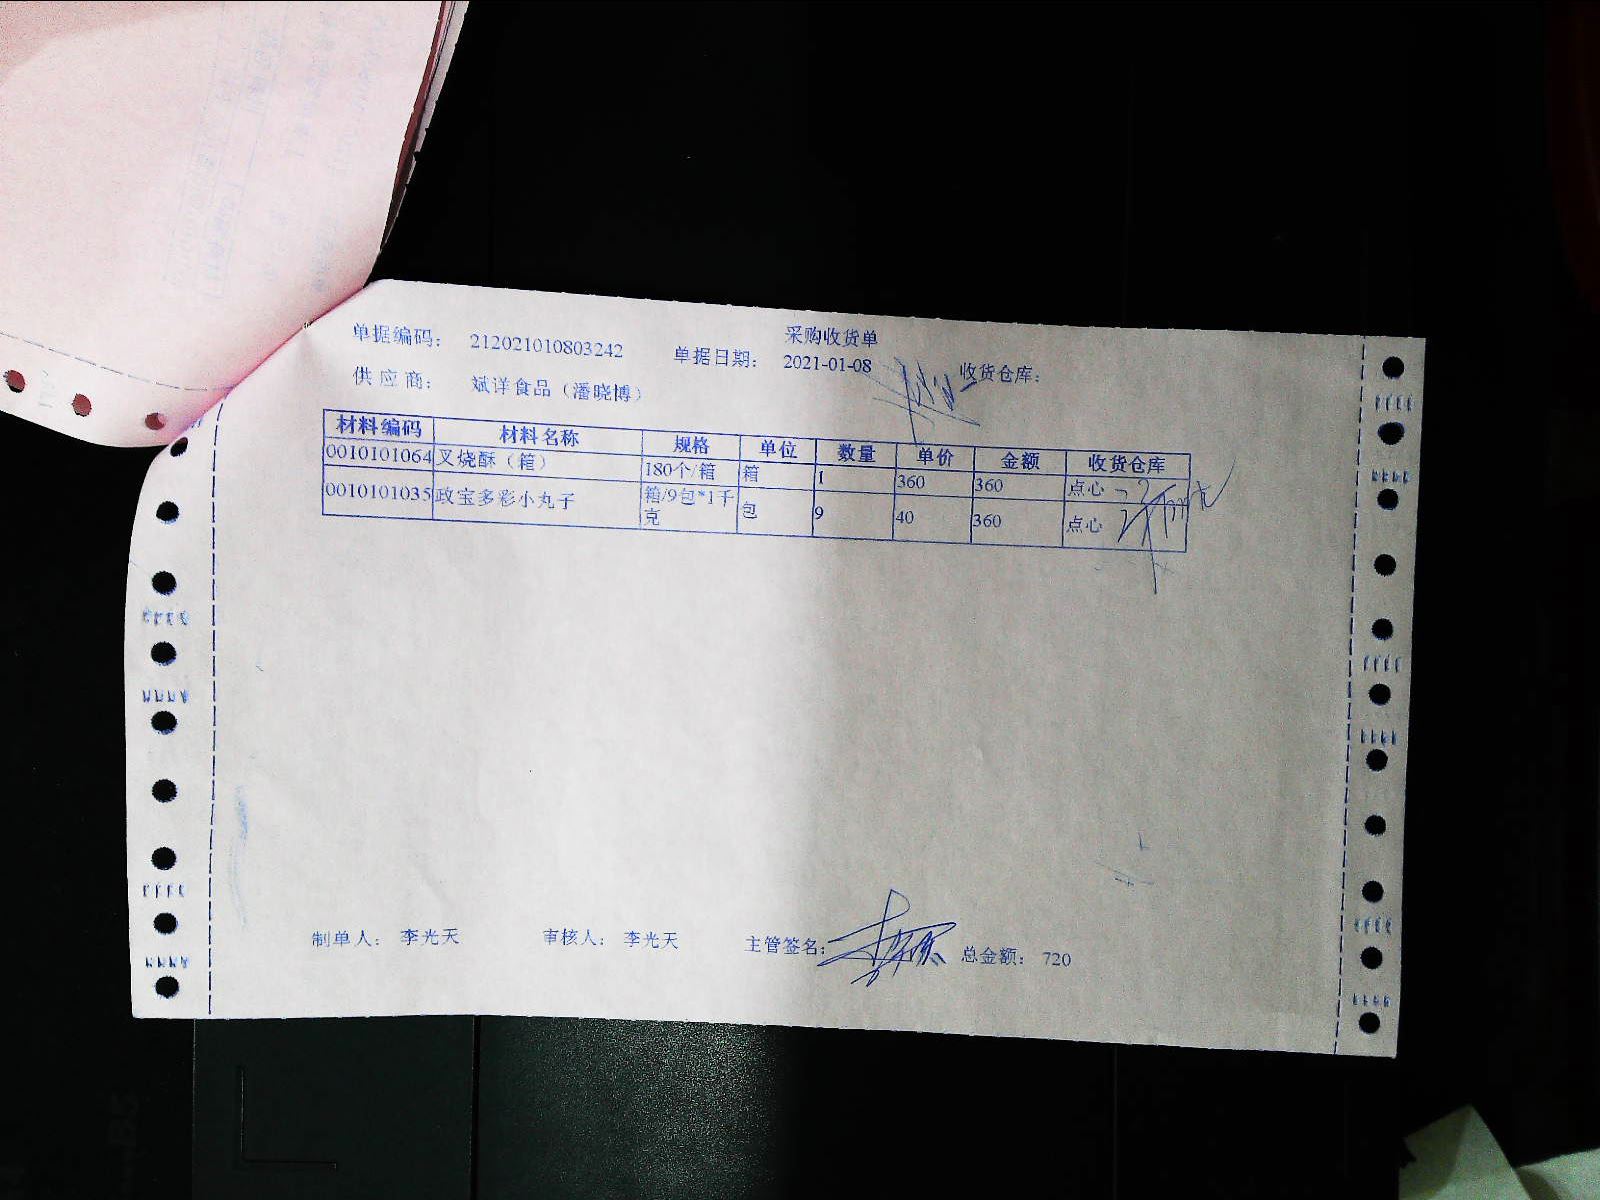 采购收货单
单据编码： 212021010803242 单据日期： 2021-01-08 收货仓库：
供应商： 斌洋食品（潘晓博）
材料编码 材料名称 规格 单位 数量 单价 金额 收货仓库
0010101064 叉烧酥（箱） 180个/箱 箱 1 360 360 点心
0010101035 政宝多彩小丸子 箱/9包*1千克 包 9 40 360 点心
制单人： 李光天 审核人： 李光天 主管签名： 总金额： 720